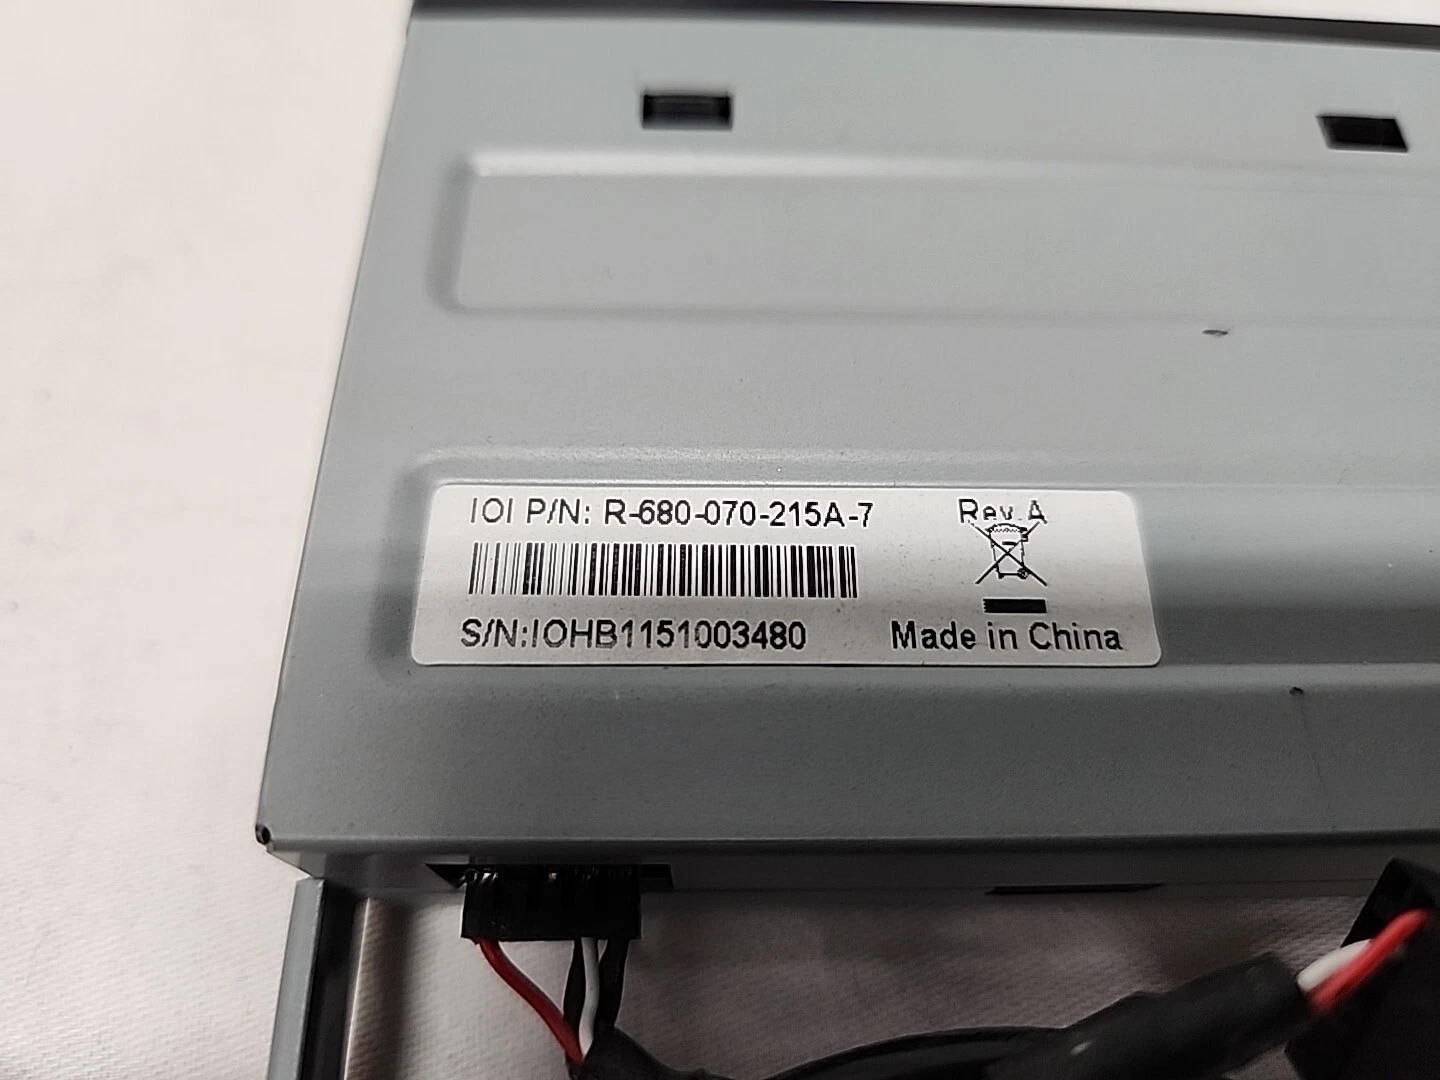 IOI P/N: R-680-070-215A-7
Rev.A
S/N:IOHB1151003480
Made in China